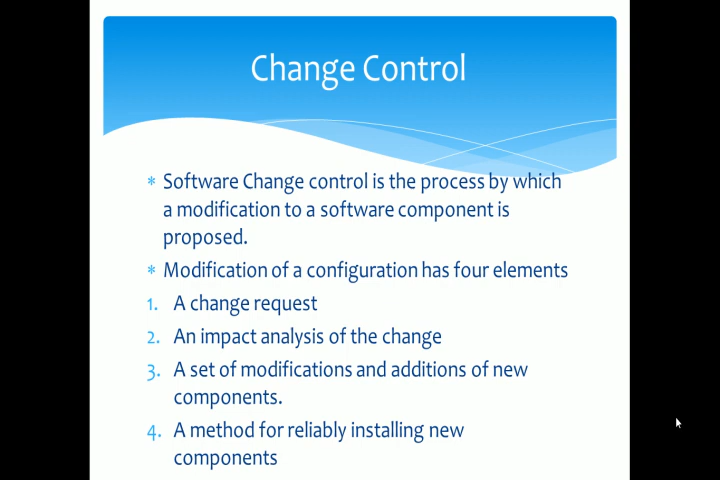 Change Control
* Software Change control is the process by which
a modification to a software component is
proposed.
* Modification of a configuration has four elements
1. A change request
2. An impact analysis of the change
3. A set of modifications and additions of new
components.
4. A method for reliably installing new
components